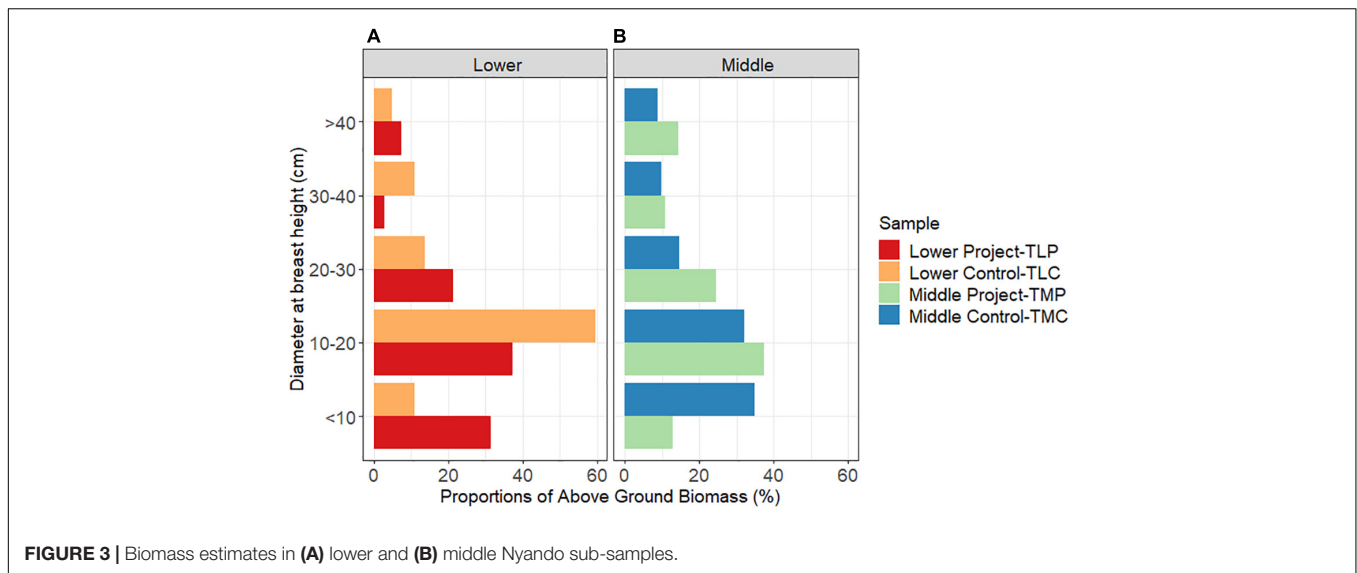 A
B
Lower
Middle
Diameter at breast height (cm)
>40
30-40
20-30
10-20
<10
0 20 40 60
0 20 40 60
Proportions of Above Ground Biomass (%)
Sample
Lower Project-TLP
Lower Control-TLC
Middle Project-TMP
Middle Control-TMC
FIGURE 3 | Biomass estimates in (A) lower and (B) middle Nyando sub-samples.